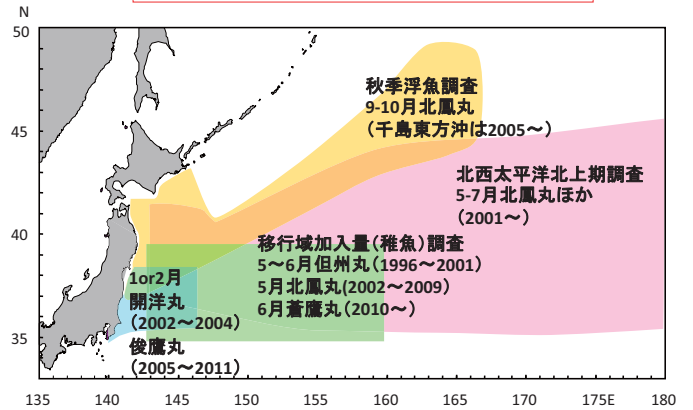 N
50
45
40
35
秋季浮魚調査
9-10月北鳳丸
（千島東方沖は2005～）
北西太平洋北上期調査
5-7月北鳳丸ほか
(2001～)
移行域加入量（稚魚）調査
5～6月但州丸（1996～2001）
5月北鳳丸(2002～2009)
6月蒼鷹丸（2010～）
1or2月
開洋丸
（2002～2004）
俊鷹丸
（2005～2011）
135 140 145 150 155 160 165 170 175E 180